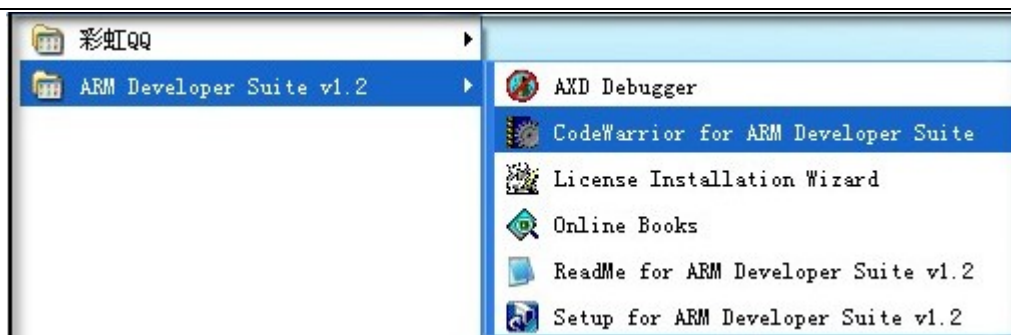 彩虹QQ
ARM Developer Suite v1.2
AXD Debugger
CodeWarrior for ARM Developer Suite
License Installation Wizard
Online Books
ReadMe for ARM Developer Suite v1.2
Setup for ARM Developer Suite v1.2